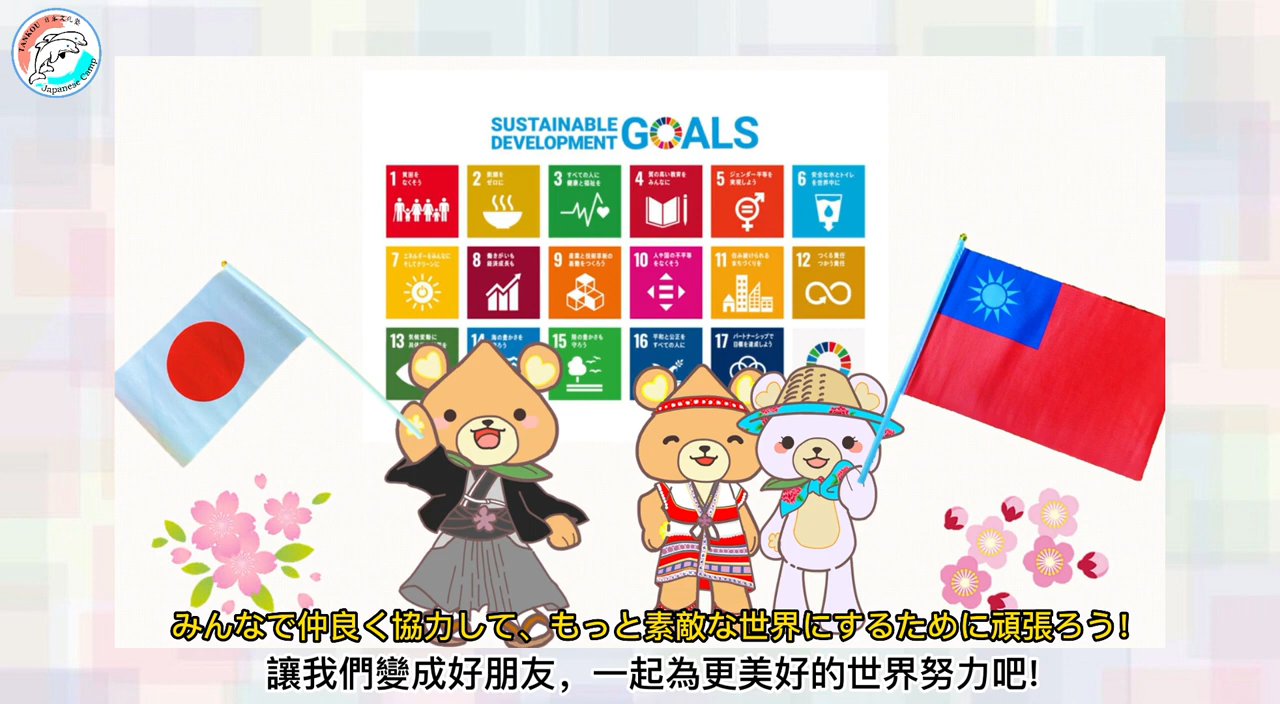 TANKOU 日本文化塾
Japanese Camp
SUSTAINABLE
DEVELOPMENT
GOALS
1 貧困を
なくそう
2 飢餓を
ゼロに
3 すべての人に
健康と福祉を
4 質の高い教育を
みんなに
5 ジェンダー平等を
実現しよう
6 安全な水とトイレ
を世界中に
7 エネルギーをみんなに
そしてクリーンに
8 働きがいも
経済成長も
9 産業と技術革新の
基盤をつくろう
10 人や国の不平等
をなくそう
11 住み続けられる
まちづくりを
12 つくる責任
つかう責任
13 気候変動に
14 海の豊かさを
15 陸の豊かさも
守ろう
16 平和と公正を
すべての人に
17 パートナーシップで
目標を達成しよう
みんなで仲良く協力して、もっと素敵な世界にするために頑張ろう!
讓我們變成好朋友，一起為更美好的世界努力吧!